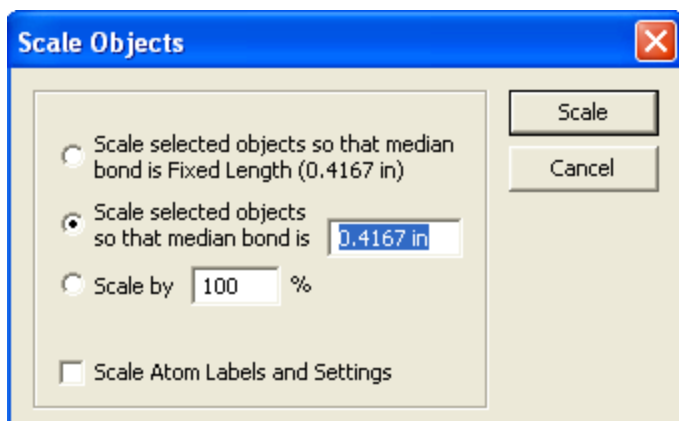 Scale Objects
Scale selected objects so that median
bond is Fixed Length (0.4167 in)
Scale
Cancel
Scale selected objects
so that median bond is 0.4167 in
Scale by 100 %
Scale Atom Labels and Settings